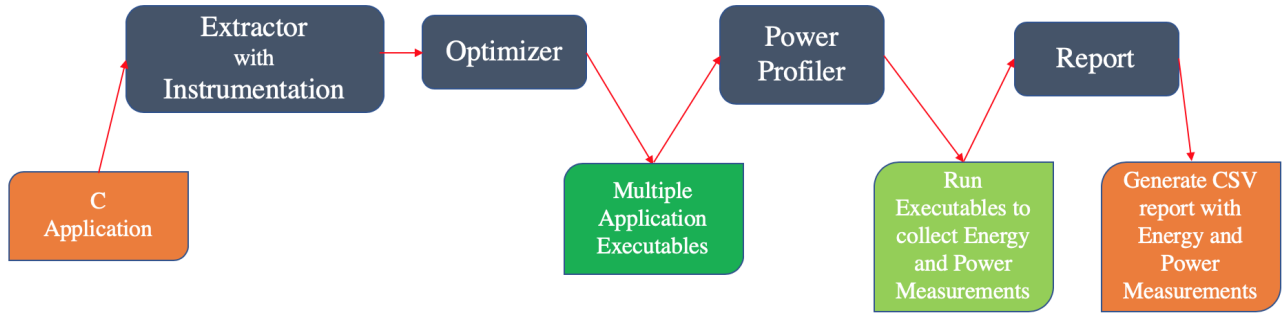 Extractor
with
Instrumentation
Optimizer
Power
Profiler
Report
C
Application
Multiple
Application
Executables
Run
Executables to
collect Energy
and Power
Measurements
Generate CSV
report with
Energy and
Power
Measurements